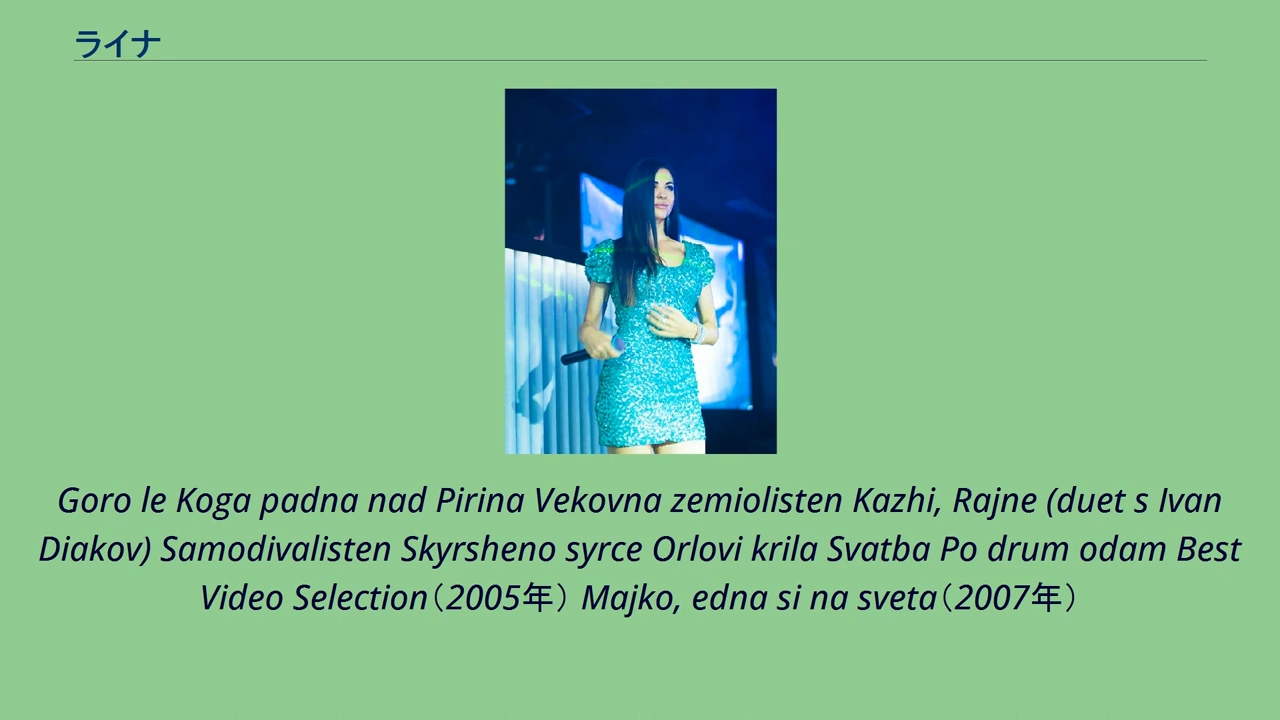 ライナ
Goro le Koga padna nad Pirina Vekovna zemiolisten Kazhi, Rajne (duet s Ivan
Diakov) Samodivalisten Skyrsheno syrce Orlovi krila Svatba Po drum odam Best
Video Selection（2005年） Majko, edna si na sveta（2007年）